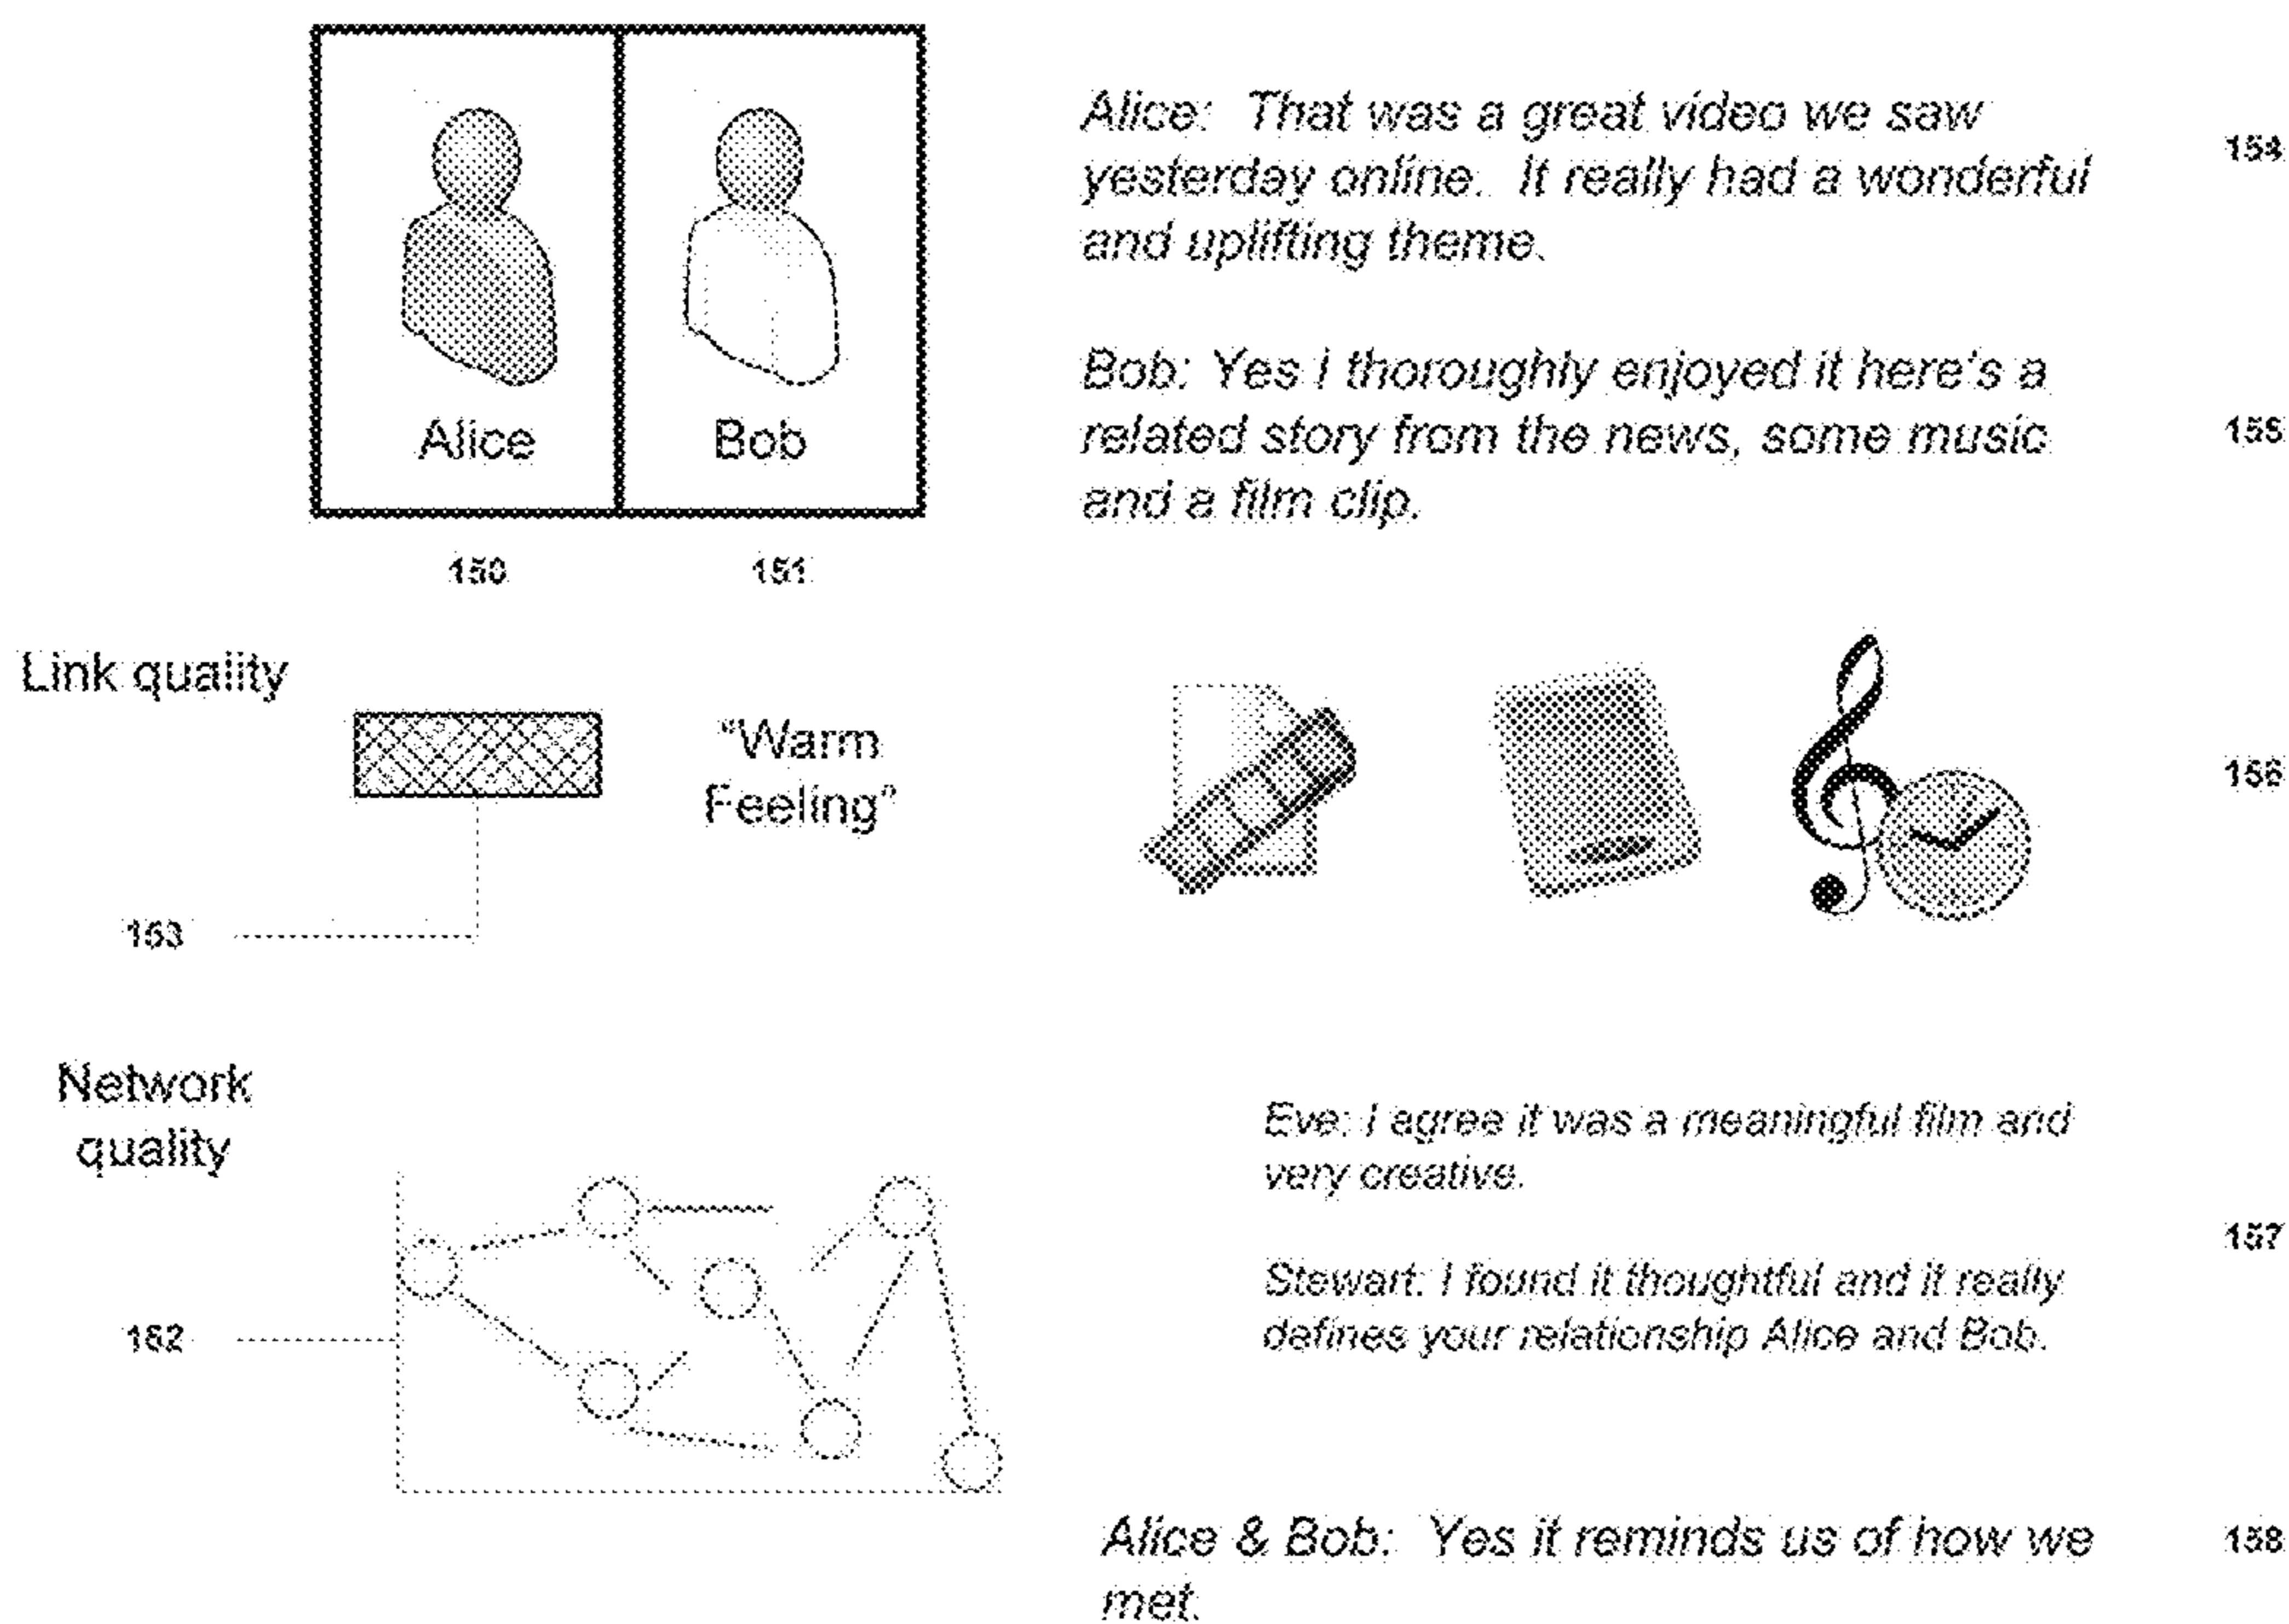 Alice: That was a great video we saw
yesterday online. It really had a wonderful
and uplifting theme.
154
Bob: Yes I thoroughly enjoyed it here's a
related story from the news, some music
and a film clip.
155
Alice
Bob
150
151
Link quality
"Warm
Feeling"
153
156
Network
quality
152
Eve: I agree it was a meaningful film and
very creative.
157
Stewart: I found it thoughtful and it really
defines your relationship Alice and Bob.
Alice & Bob: Yes it reminds us of how we
met.
158